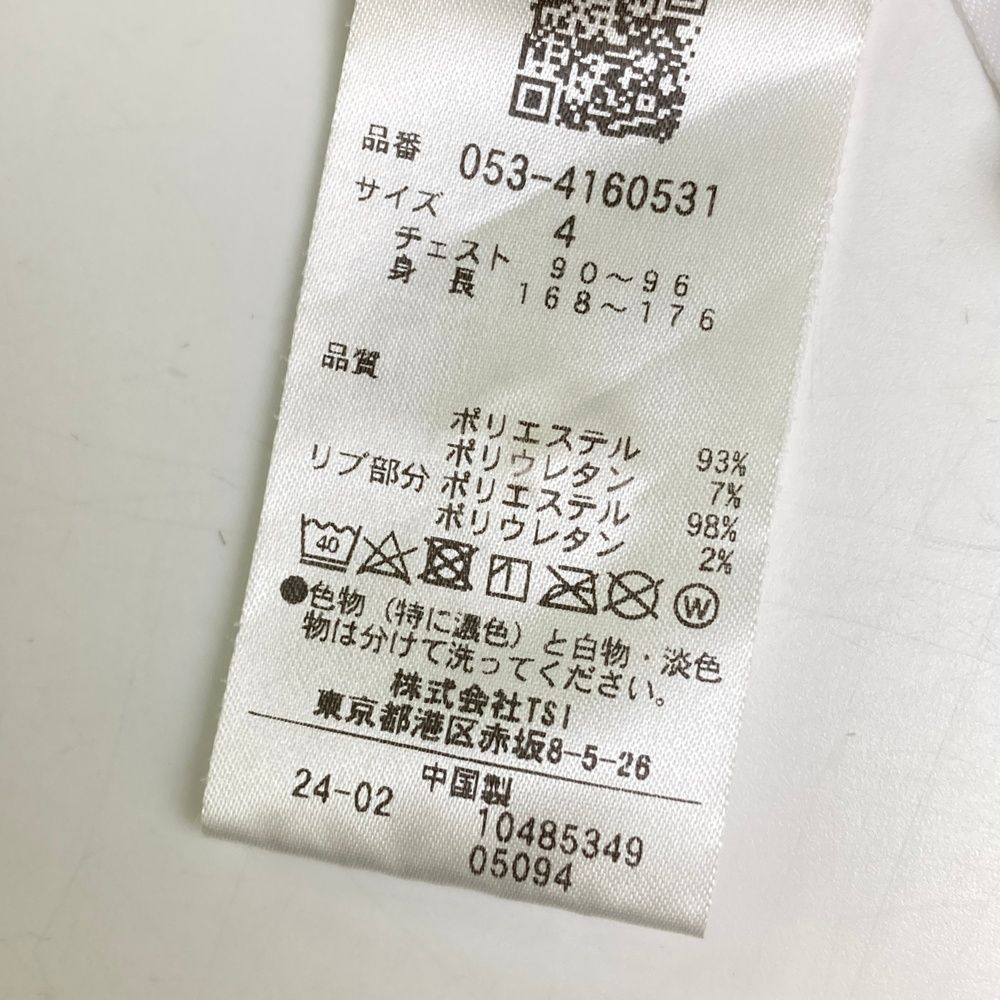 品番 053-4160531
サイズ 4
チェスト 90～96
身長 168～176
品質
ポリエステル 93%
ポリウレタン 7%
リブ部分 ポリエステル 98%
ポリウレタン 2%
40 W
●色物(特に濃色)と白物・淡色
物は分けて洗ってください。
株式会社TSI
東京都港区赤坂8-5-26
中国製
24-02 10485349
05094